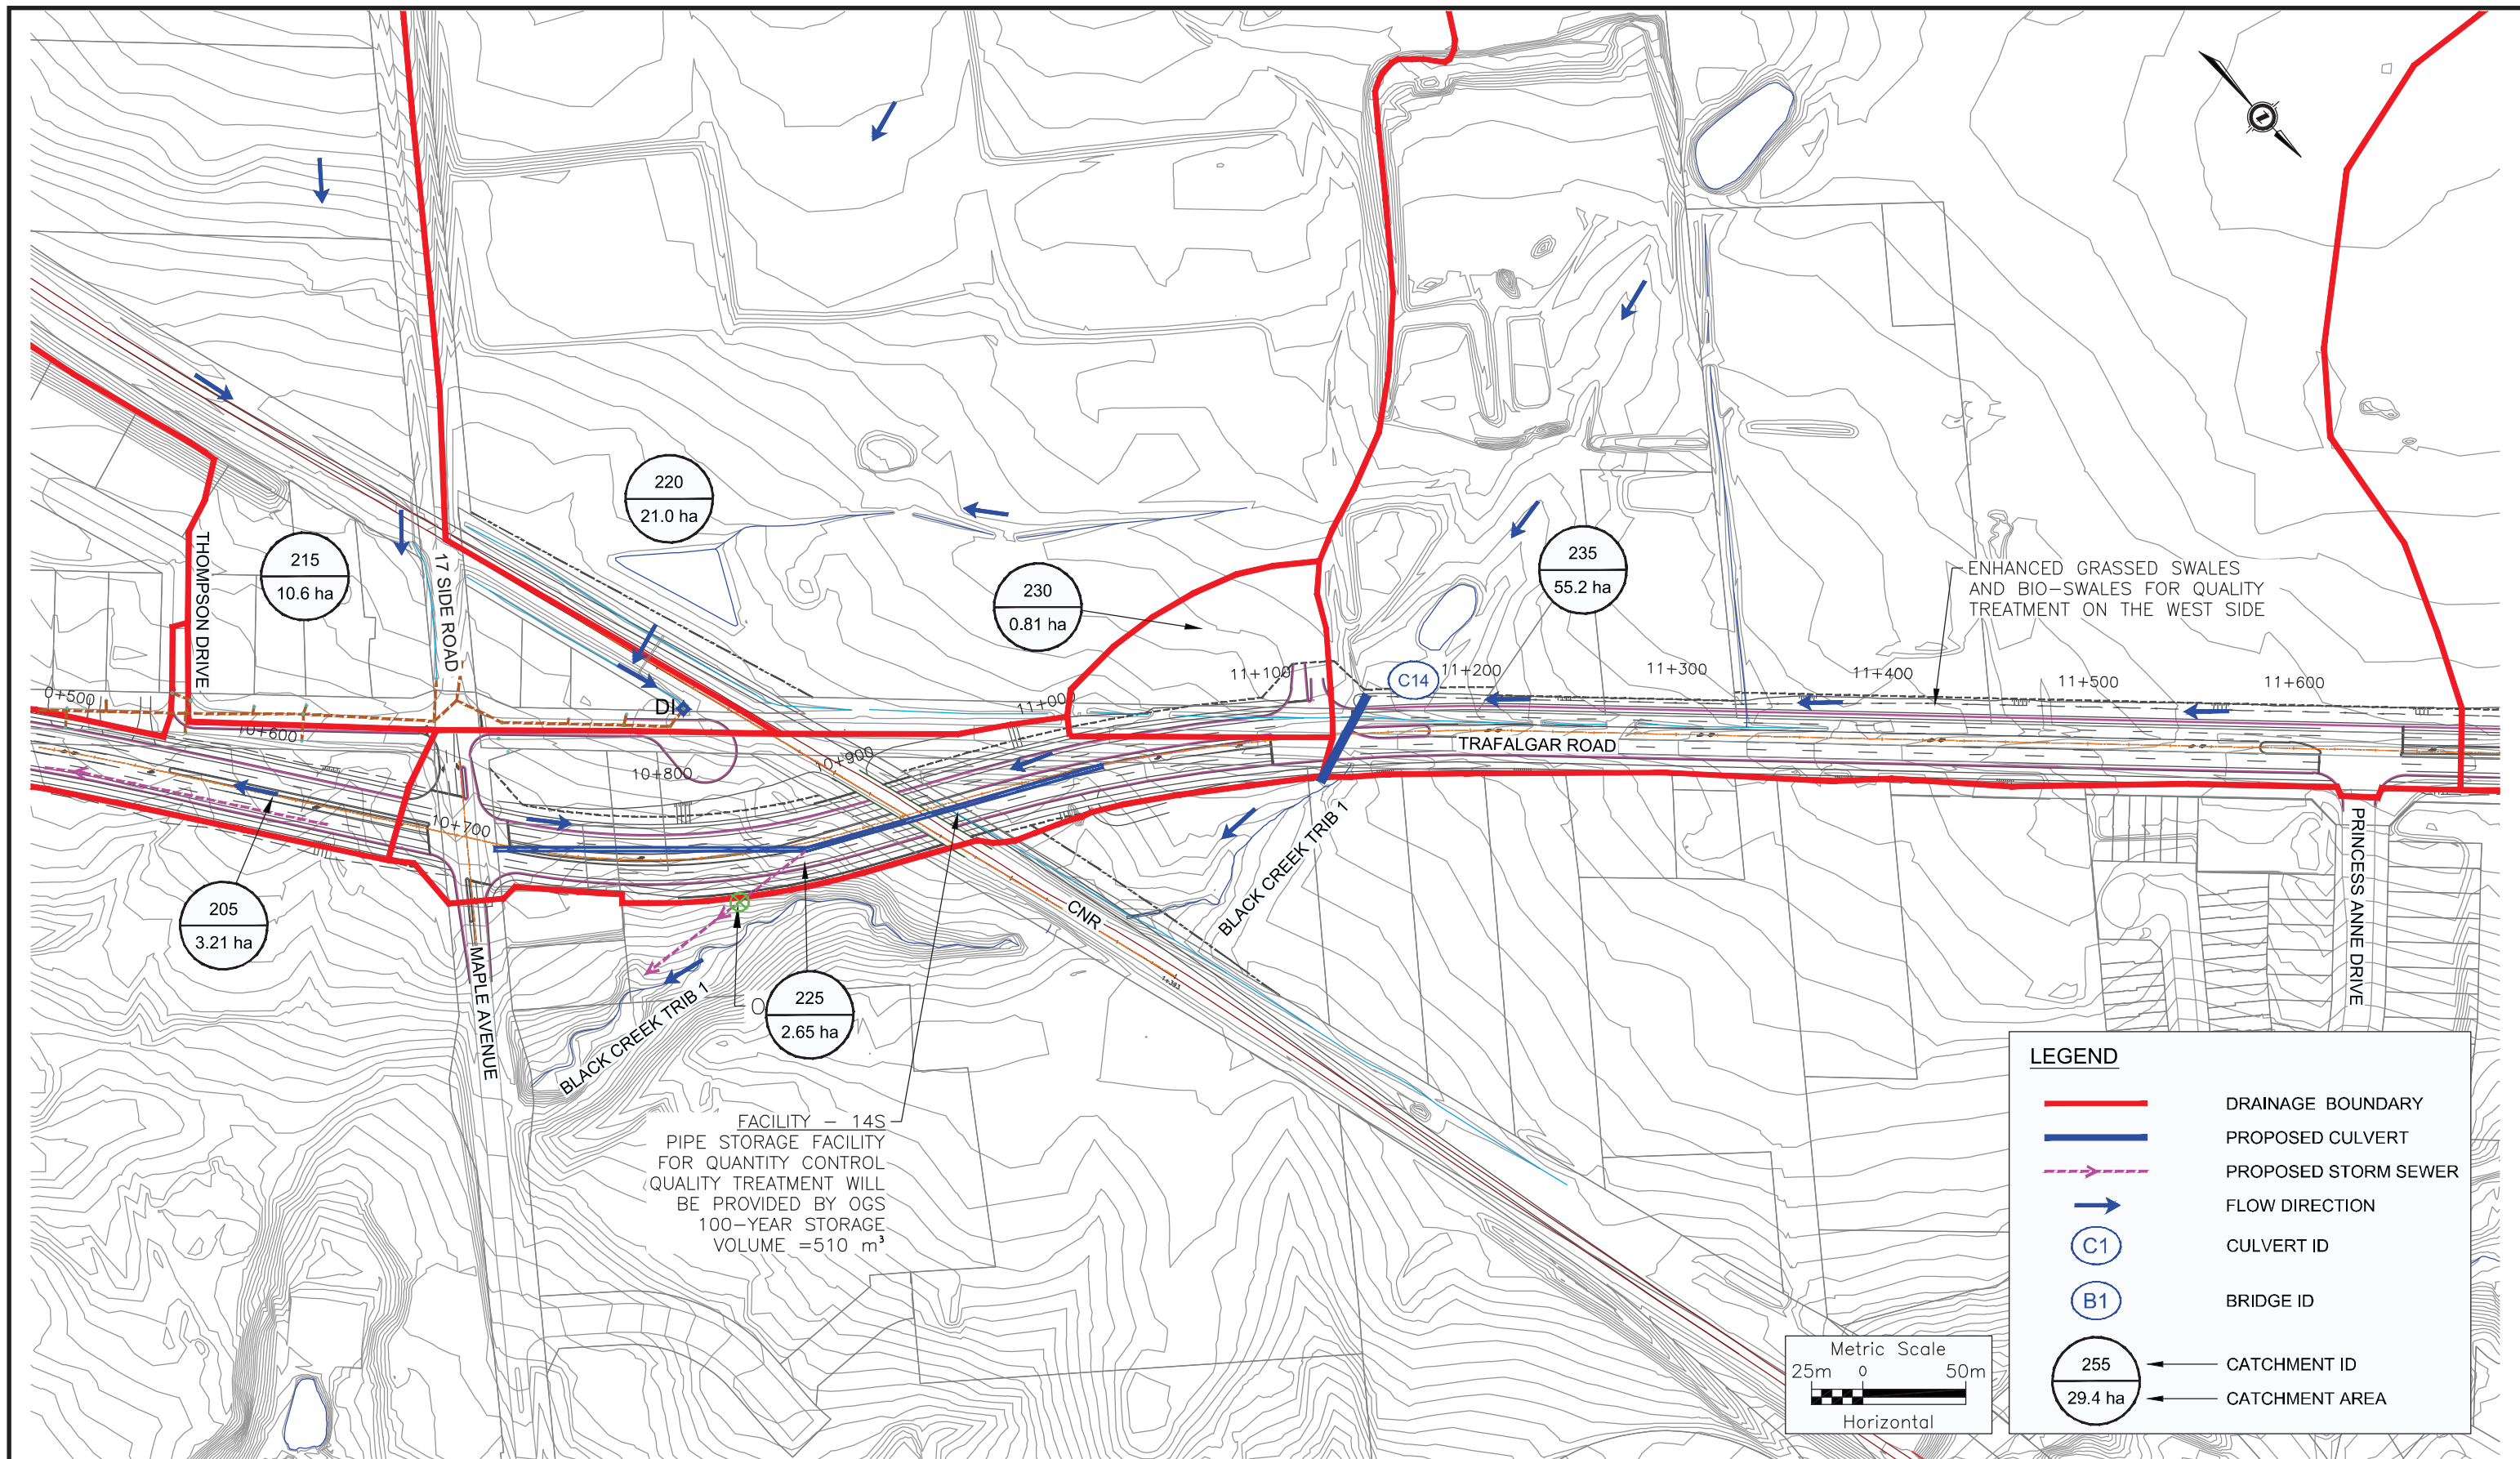 220
21.0 ha
215
10.6 ha
230
0.81 ha
235
55.2 ha
205
3.21 ha
225
2.65 ha
THOMPSON DRIVE
17 SIDE ROAD
DI
C14
ENHANCED GRASSED SWALES
AND BIO-SWALES FOR QUALITY
TREATMENT ON THE WEST SIDE
0+500
10+600
10+700
10+800
10+900
11+000
11+100
11+200
11+300
11+400
11+500
11+600
TRAFALGAR ROAD
BLACK CREEK TRIB 1
CNR
1+383
MAPLE AVENUE
BLACK CREEK TRIB 1
PRINCESS ANNE DRIVE
O
FACILITY - 14S
PIPE STORAGE FACILITY
FOR QUANTITY CONTROL
QUALITY TREATMENT WILL
BE PROVIDED BY OGS
100-YEAR STORAGE
VOLUME =510 m³
Z
LEGEND
DRAINAGE BOUNDARY
PROPOSED CULVERT
PROPOSED STORM SEWER
FLOW DIRECTION
C1 CULVERT ID
B1 BRIDGE ID
255 CATCHMENT ID
29.4 ha CATCHMENT AREA
Metric Scale
25m 0 50m
Horizontal